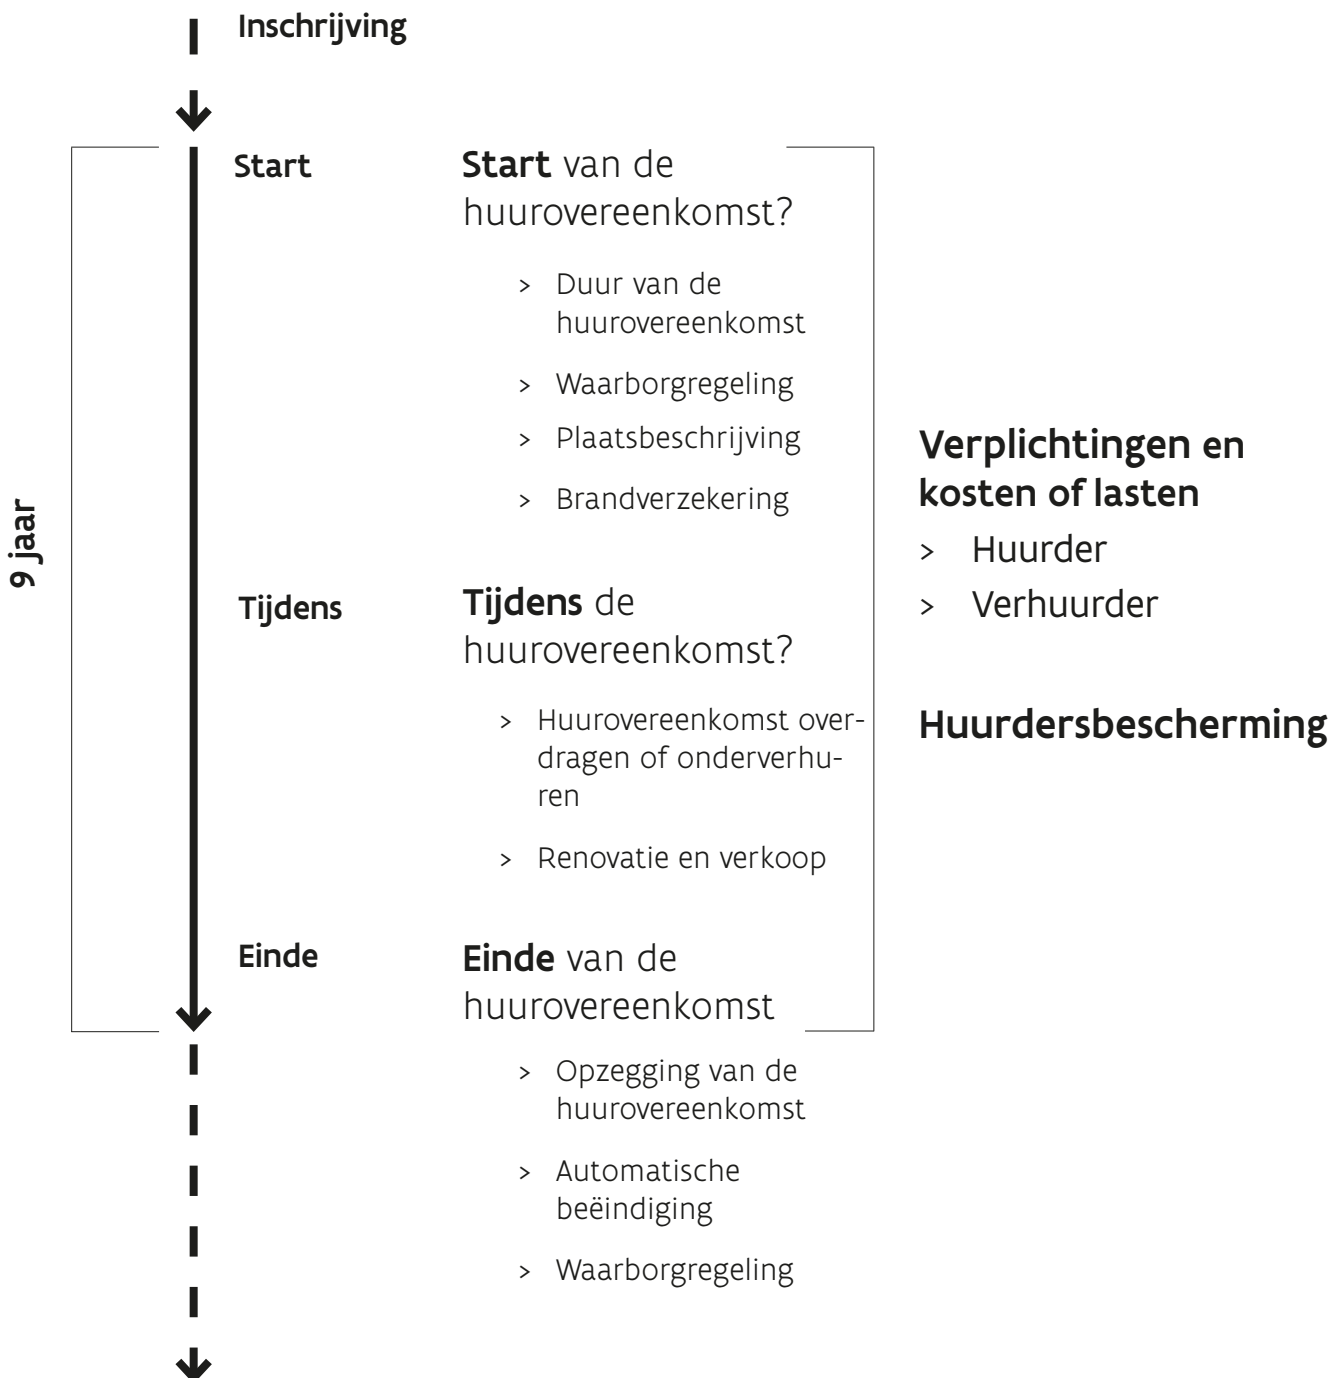 Inschrijving
9 jaar
Start
Start van de
huurovereenkomst?
> Duur van de
huurovereenkomst
> Waarborgregeling
> Plaatsbeschrijving
> Brandverzekering
Tijdens
Tijdens de
huurovereenkomst?
> Huurovereenkomst over-
dragen of onderverhu-
ren
> Renovatie en verkoop
Einde
Einde van de
huurovereenkomst
> Opzegging van de
huurovereenkomst
> Automatische
beëindiging
> Waarborgregeling
Verplichtingen en
kosten of lasten
> Huurder
> Verhuurder
Huurdersbescherming